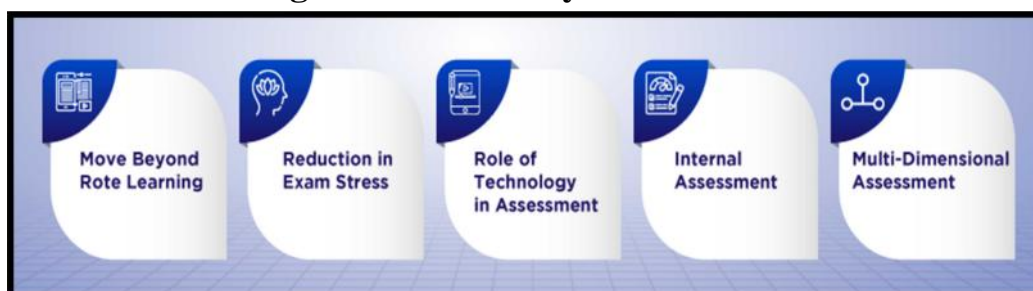 Move Beyond
Rote Learning
Reduction in
Exam Stress
Role of
Technology
in Assessment
Internal
Assessment
Multi-Dimensional
Assessment